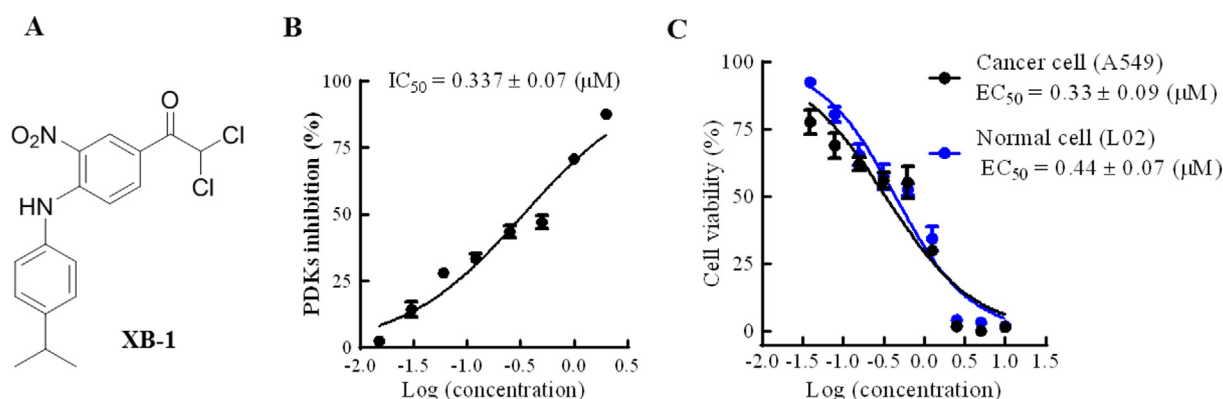 A
O
NO₂
Cl
Cl
HN
XB-1
B
IC₅₀ = 0.337 ± 0.07 (μM)
PDKs inhibition (%)
100
75
50
25
0
-2.0 -1.5 -1.0 -0.5 0.0 0.5
Log (concentration)
C
Cancer cell (A549)
EC₅₀ = 0.33 ± 0.09 (μM)
Normal cell (L02)
EC₅₀ = 0.44 ± 0.07 (μM)
Cell viability (%)
100
75
50
25
0
-2.0 -1.5 -1.0 -0.5 0.0 0.5 1.0 1.5
Log (concentration)